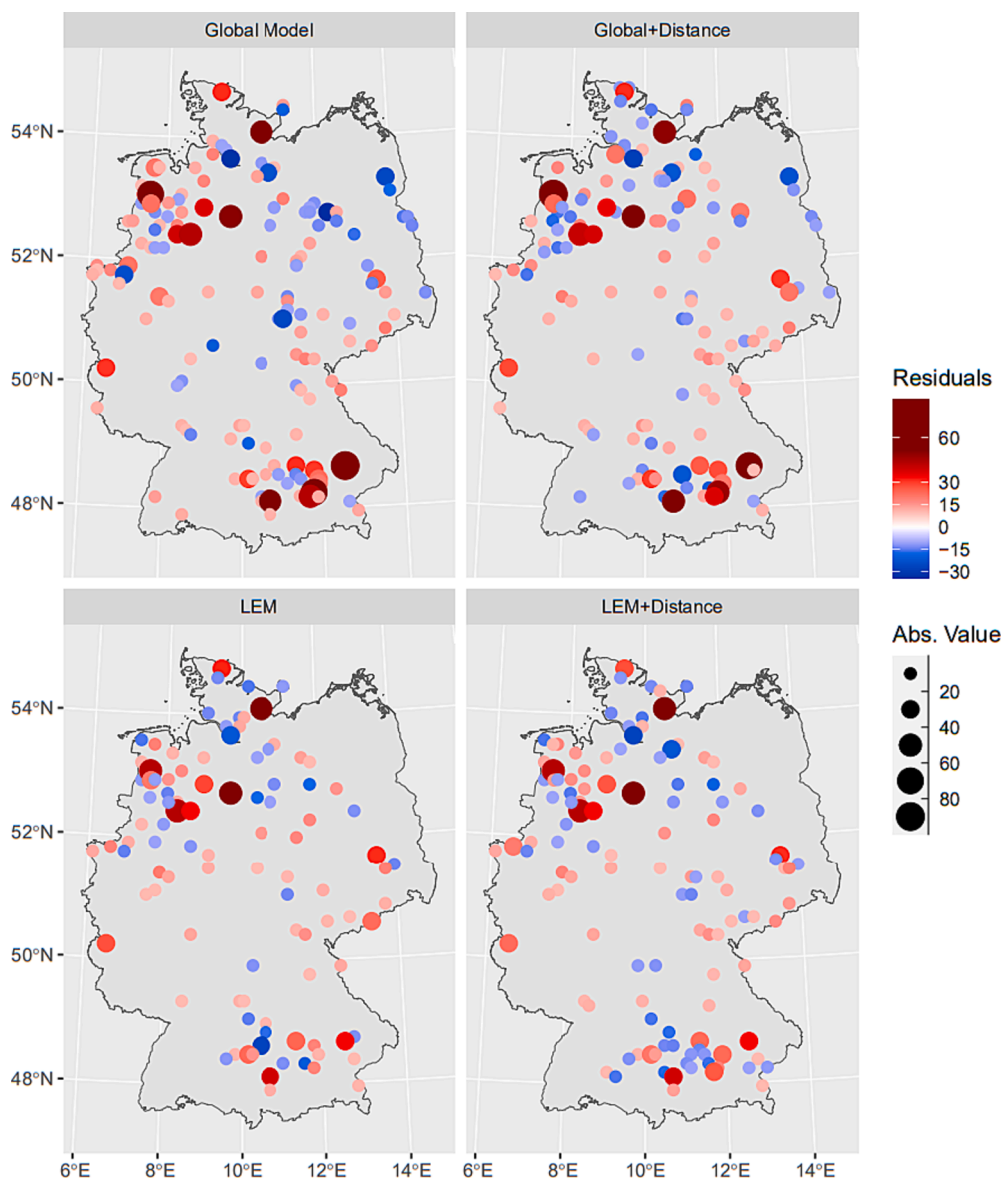 Global Model
Global+Distance
54°N
52°N
50°N
48°N
Residuals
60
30
15
0
−15
−30
Abs. Value
20
40
60
80
LEM
LEM+Distance
54°N
52°N
50°N
48°N
6°E 8°E 10°E 12°E 14°E 6°E 8°E 10°E 12°E 14°E